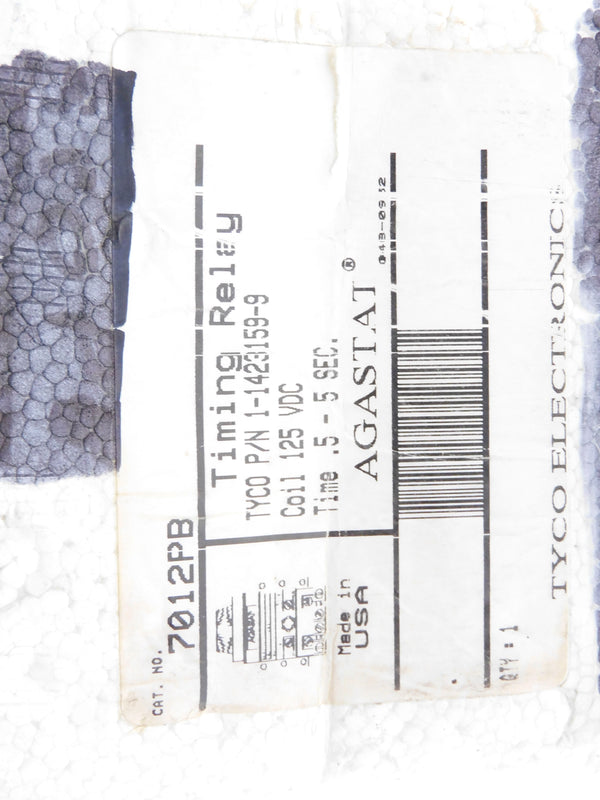 CAT. NO.
7012PB
Timing Relay
TYCO P/N 1-1423159-9
Coil 125 VDC
Time .5 - 5 SEC.
AGASTAT®
Made in
USA
QTY = 1
TYCO ELECTRONICS